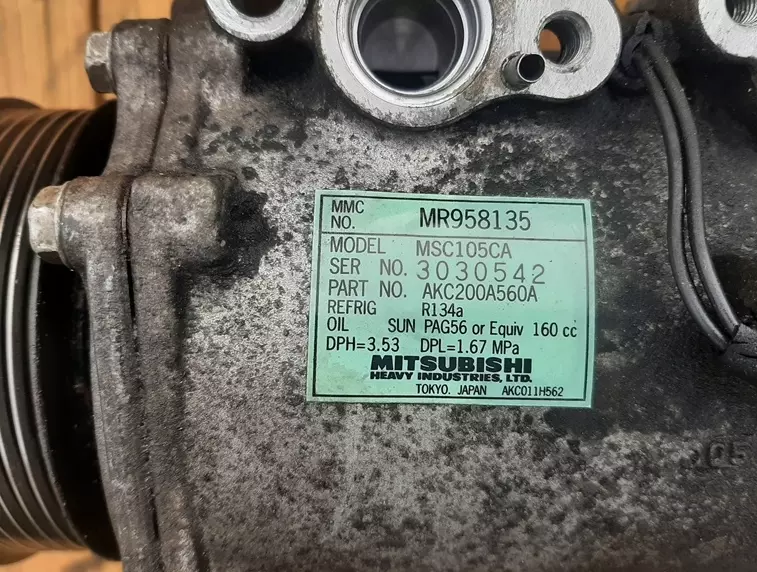 MMC NO. MR958135
MODEL MSC105CA
SER NO. 3030542
PART NO. AKC200A560A
REFRIG R134a
OIL SUN PAG56 or Equiv 160 cc
DPH=3.53 DPL=1.67 MPa
MITSUBISHI
HEAVY INDUSTRIES, LTD.
TOKYO. JAPAN AKC011H562
105